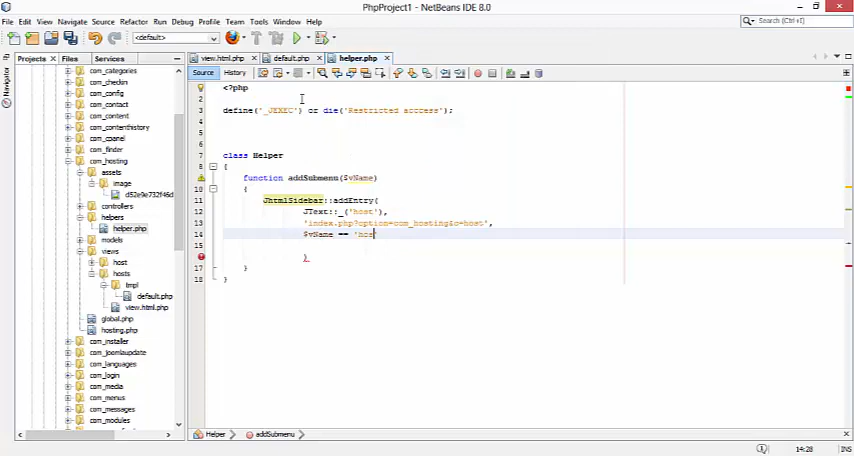 PhpProject1 - NetBeans IDE 8.0
File Edit View Navigate Source Refactor Run Debug Profile Team Tools Window Help
Search (Ctrl+I)
<default>
Projects Files Services
view.html.php default.php helper.php
Source History
Navigator
com_categories
com_checkin
com_config
com_contact
com_content
com_contenthistory
com_cpanel
com_finder
com_hosting
assets
image
d52e9e732f46d
controllers
helpers
helper.php
models
views
host
hosts
tmpl
default.php
view.html.php
global.php
hosting.php
com_installer
com_joomlaupdate
com_languages
com_login
com_media
com_menus
com_messages
com_modules
1 <?php
2
3 define('_JEXEC') or die('Restricted accress');
4
5
6
7 class Helper
8 {
9 function addSubmenu($vName)
10 {
11 JhtmlSidebar::addEntry(
12 JText::_('host'),
13 'index.php?option=com_hosting&c=host",
14 $vName == 'hos'
15
)
17 }
18 }
Helper addSubmenu
14:28 INS